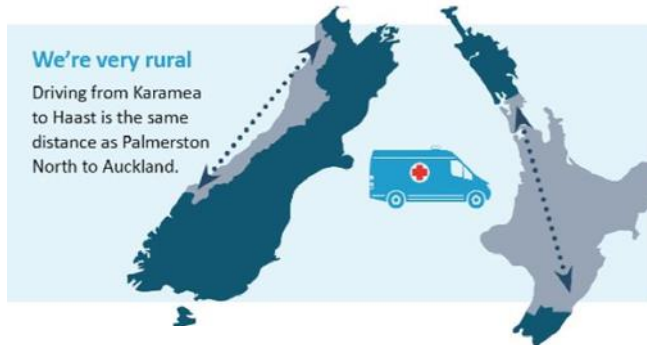 We're very rural
Driving from Karamea
to Haast is the same
distance as Palmerston
North to Auckland.